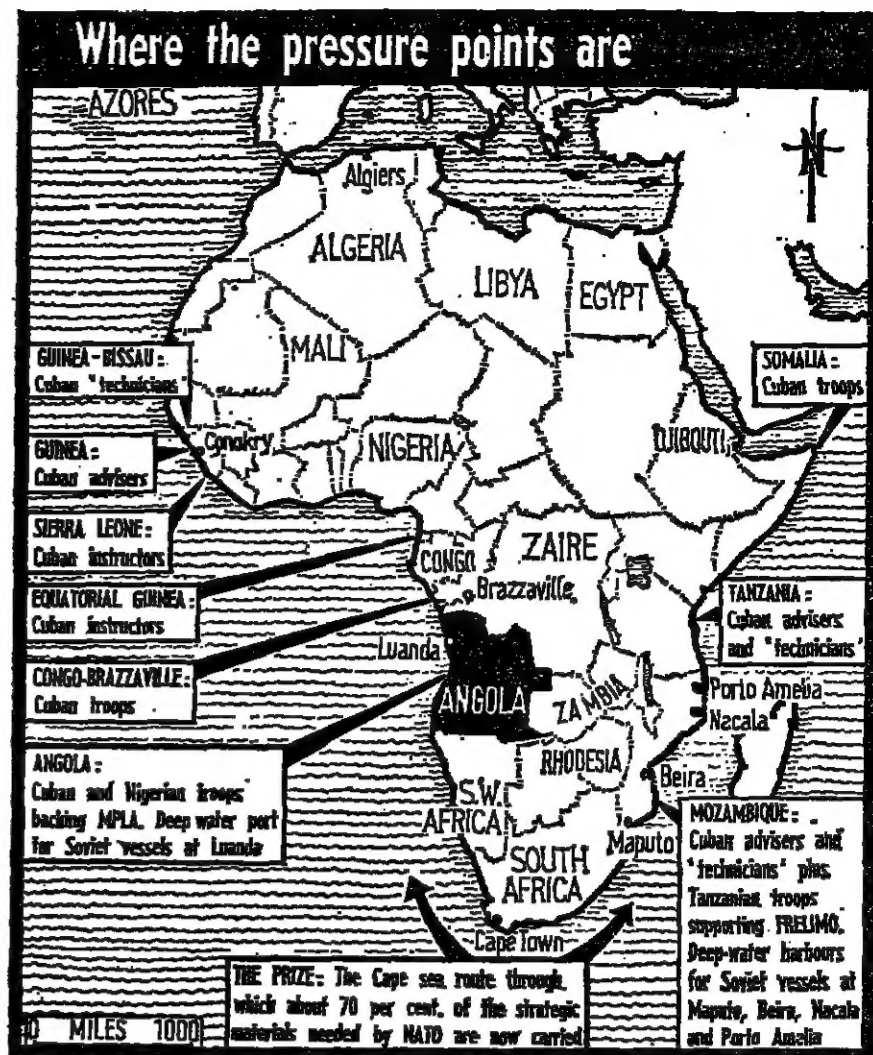 Where the pressure points are
AZORES
Algiers
ALGERIA
LIBYA
EGYPT
MALI
NIGERIA
DJIBOUTI
N
GUINEA-BISSAU:
Cuban "technicians"
GUINEA:
Cuban advisers
Conakry
SIERRA LEONE:
Cuban instructors
EQUATORIAL GUINEA:
Cuban instructors
CONGO-BRAZZAVILLE:
Cuban troops
ANGOLA:
Cuban and Nigerian troops
backing MPLA. Deep water port
for Soviet vessels at Luanda
SOMALIA:
Cuban troops
CONGO
ZAIRE
Brazzaville
Luanda
ANGOLA
ZAMBIA
RHODESIA
S.W.
AFRICA
SOUTH
AFRICA
Cape Town
TANZANIA:
Cuban advisers
and "technicians"
Porto Amelia
Nacala
Beira
Maputo
MOZAMBIQUE:
Cuban advisers and
"technicians" plus
Tanzanian troops
supporting FRELIMO.
Deep-water harbours
for Soviet vessels at
Maputo, Beira, Nacala
and Porto Amelia
THE PRIZE: The Cape sea route through
which about 70 per cent. of the strategic
materials needed by NATO are now carried
0 MILES 1000